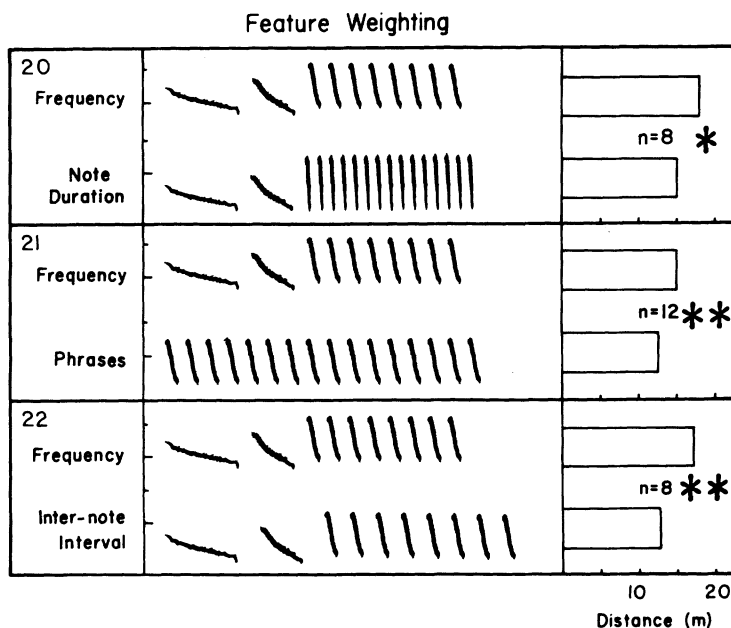 Feature Weighting
20
Frequency
n=8 *
Note
Duration
21
Frequency
n=12 **
Phrases
22
Frequency
n=8 **
Inter-note
Interval
10 20
Distance (m)